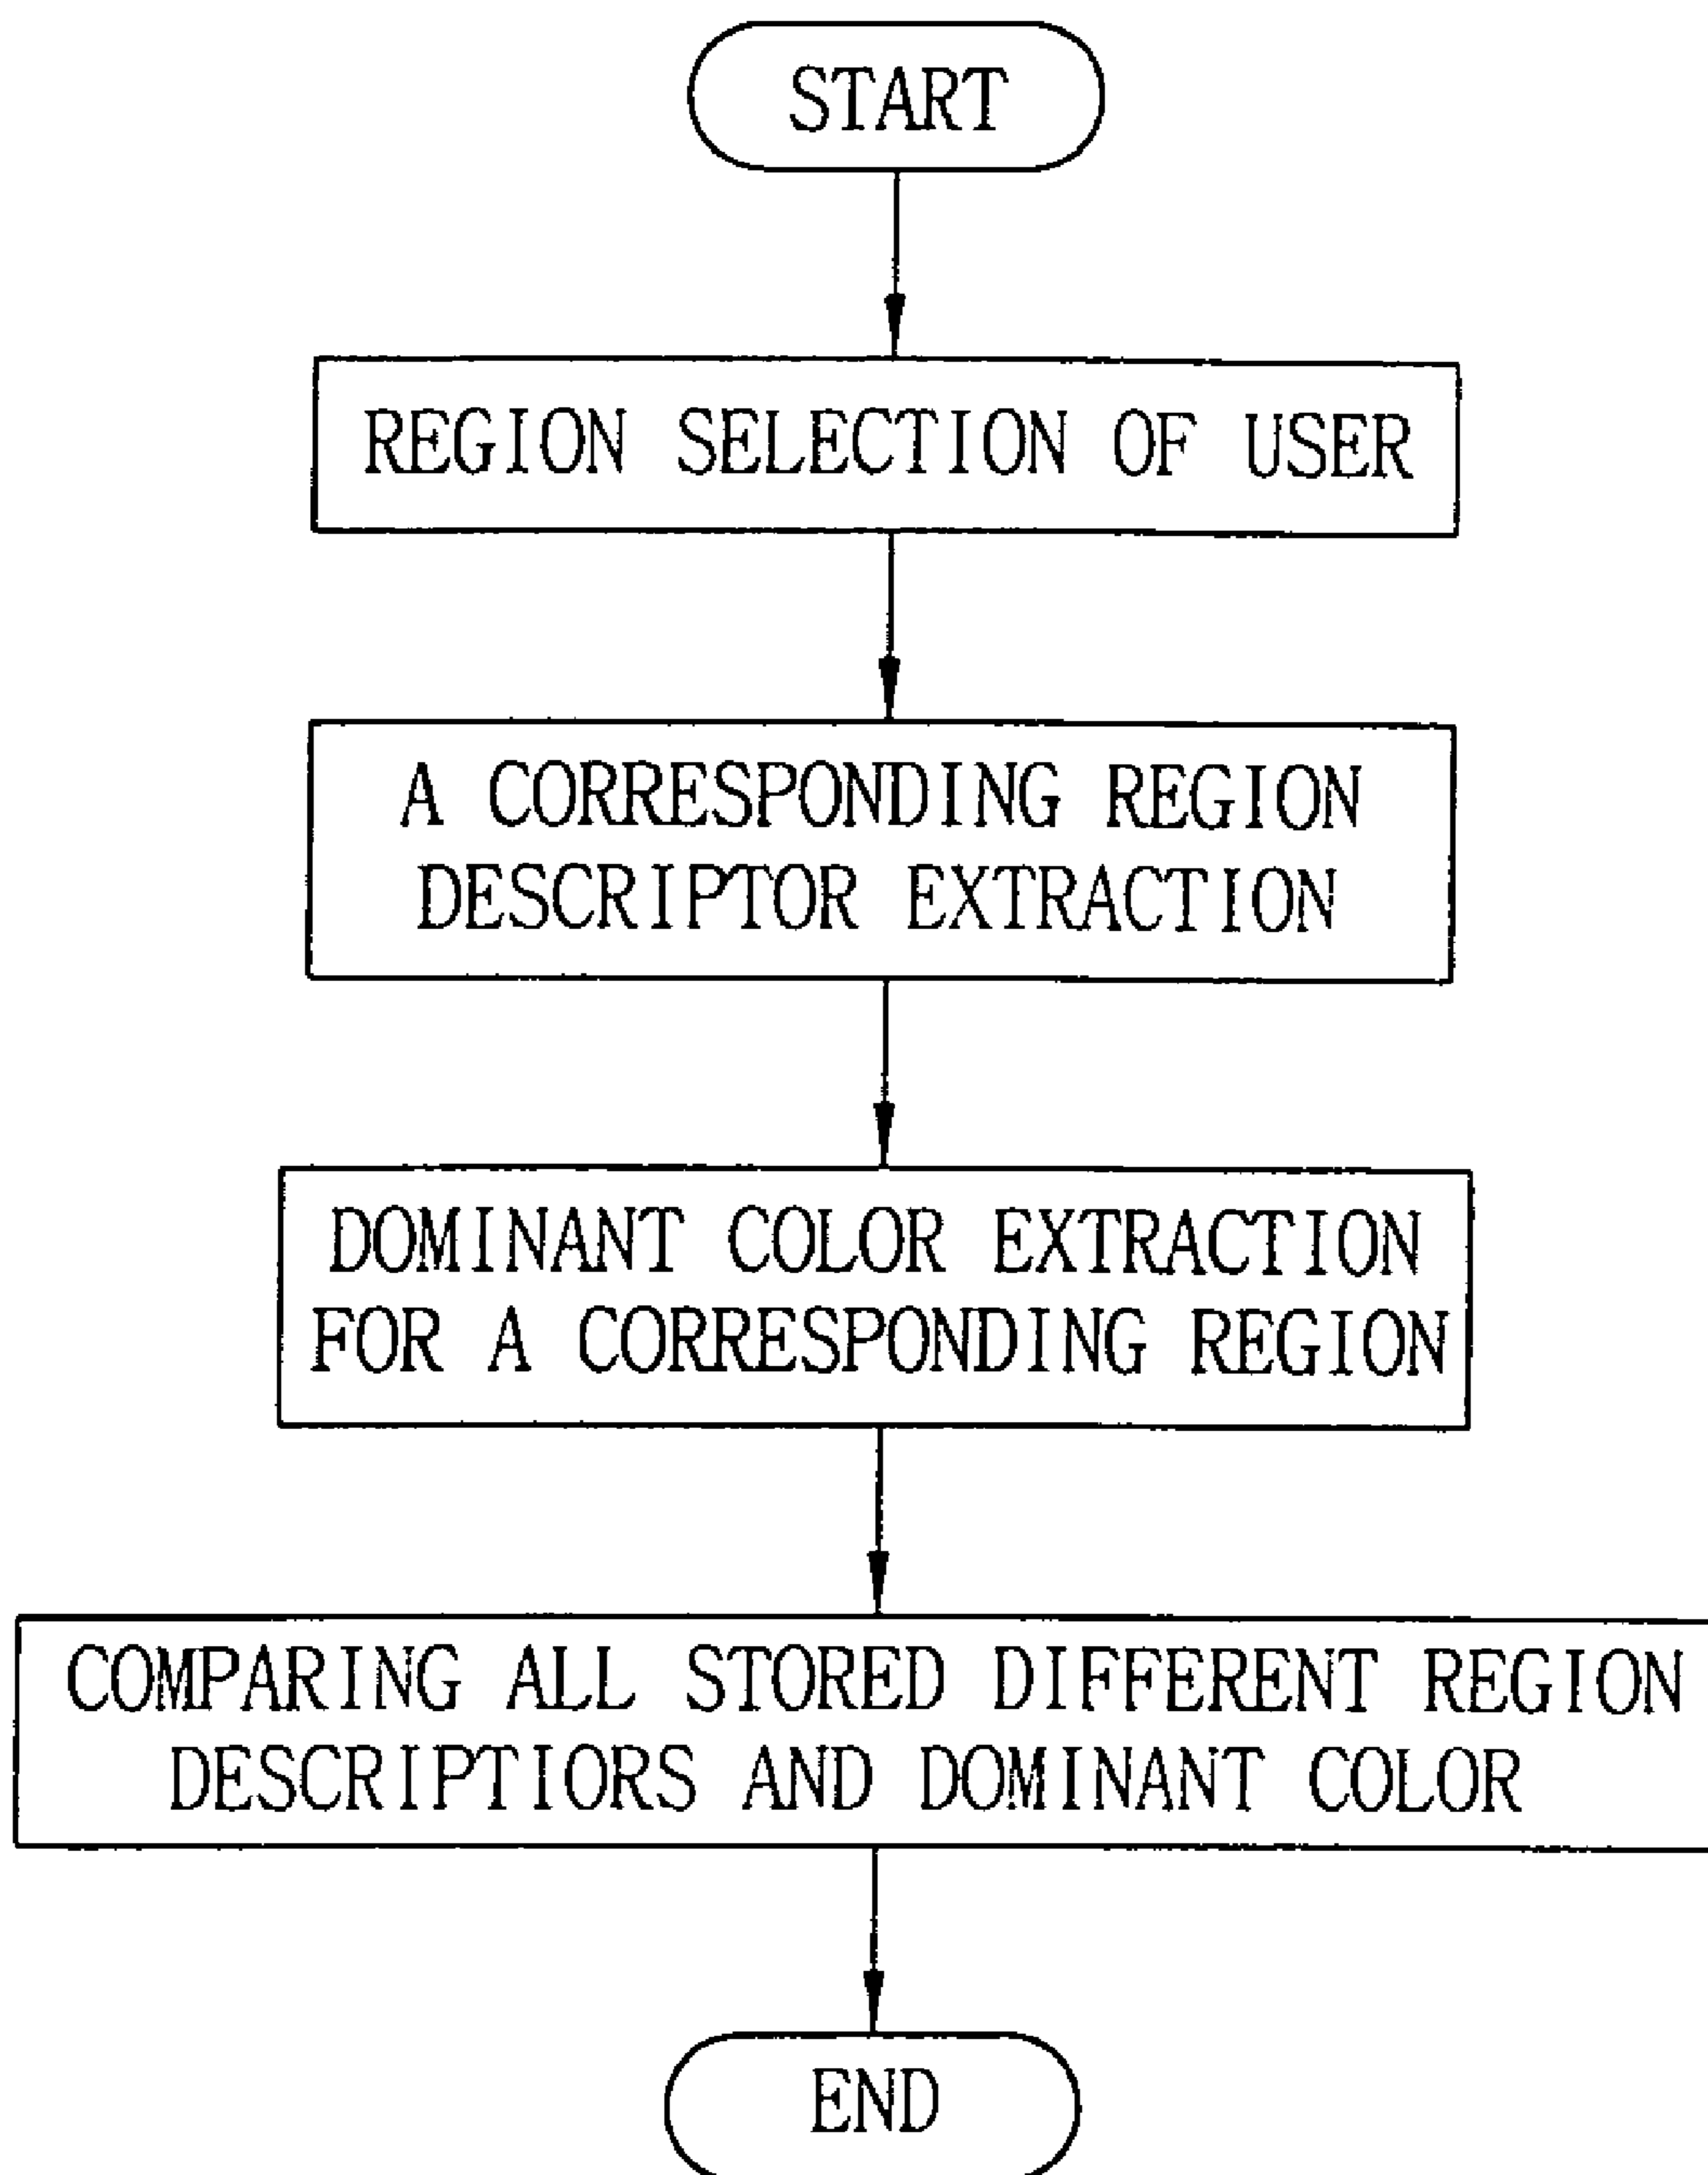 START
REGION SELECTION OF USER
A CORRESPONDING REGION
DESCRIPTOR EXTRACTION
DOMINANT COLOR EXTRACTION
FOR A CORRESPONDING REGION
COMPARING ALL STORED DIFFERENT REGION
DESCRIPTIORS AND DOMINANT COLOR
END